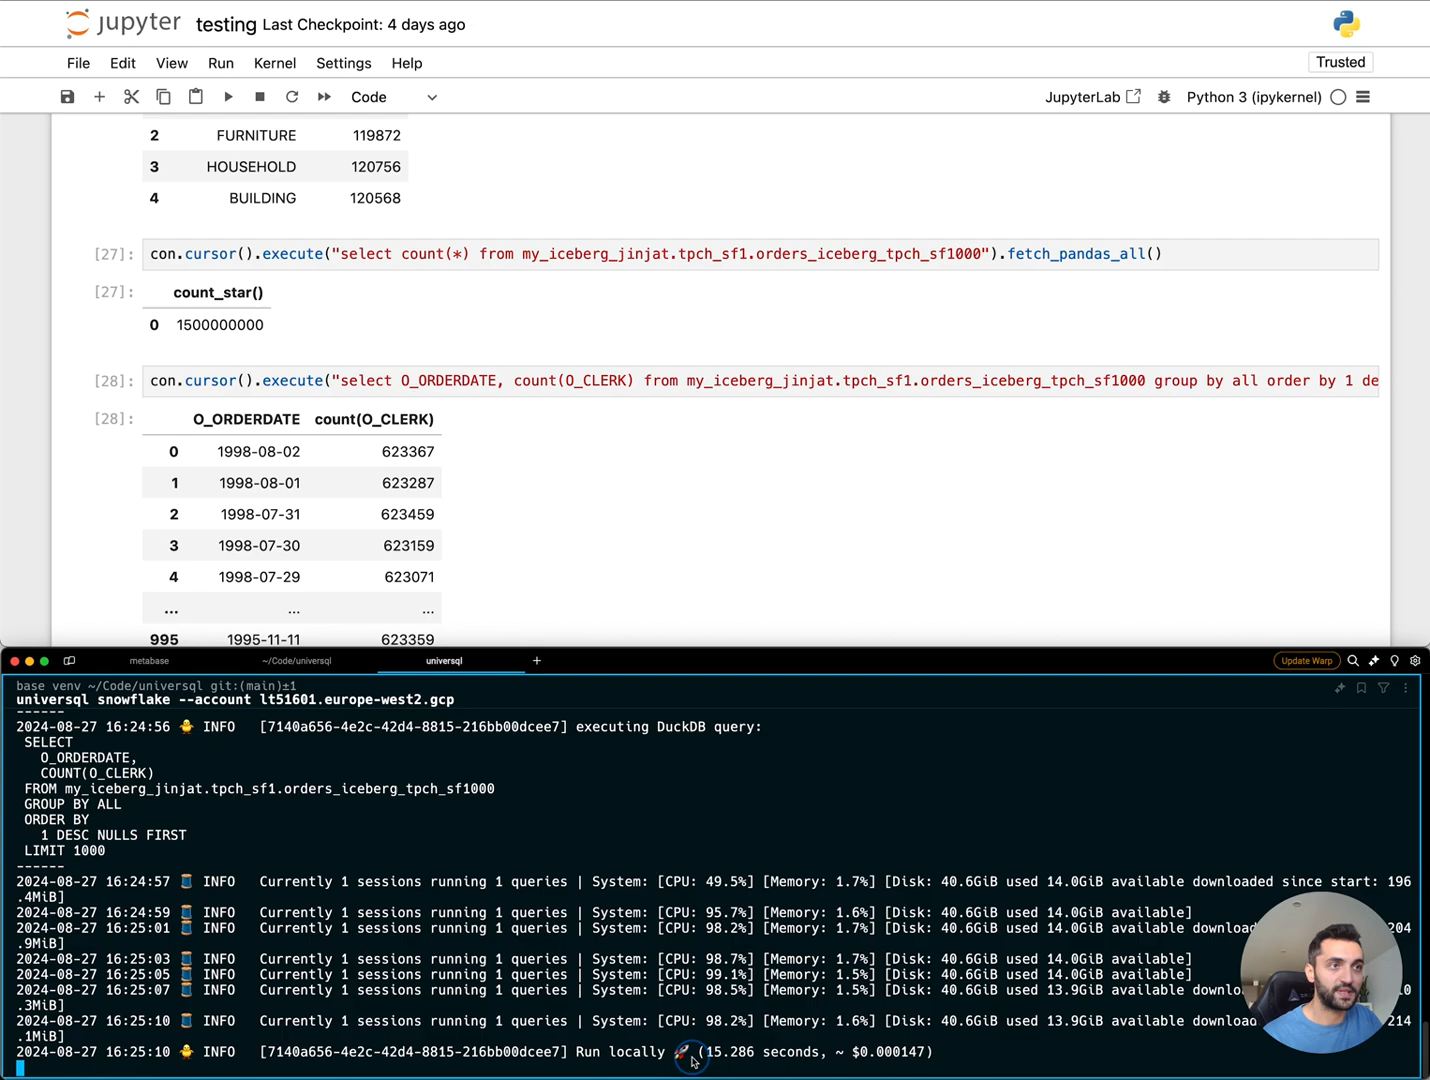 jupyter testing Last Checkpoint: 4 days ago
File Edit View Run Kernel Settings Help Trusted
Code JupyterLab Python 3 (ipykernel)
2 FURNITURE 119872
3 HOUSEHOLD 120756
4 BUILDING 120568
[27]: con.cursor().execute("select count(*) from my_iceberg_jinjat.tpch_sf1.orders_iceberg_tpch_sf1000").fetch_pandas_all()
[27]: count_star()
0 1500000000
[28]: con.cursor().execute("select O_ORDERDATE, count(O_CLERK) from my_iceberg_jinjat.tpch_sf1.orders_iceberg_tpch_sf1000 group by all order by 1 de
[28]: O_ORDERDATE count(O_CLERK)
0 1998-08-02 623367
1 1998-08-01 623287
2 1998-07-31 623459
3 1998-07-30 623159
4 1998-07-29 623071
... ... ...
995 1995-11-11 623359
metabase ~/Code/universql universql + Update Warp
base venv ~/Code/universql git:(main)±1
universql snowflake --account lt51601.europe-west2.gcp
------
2024-08-27 16:24:56 🐥 INFO [7140a656-4e2c-42d4-8815-216bb00dcee7] executing DuckDB query:
SELECT
O_ORDERDATE,
COUNT(O_CLERK)
FROM my_iceberg_jinjat.tpch_sf1.orders_iceberg_tpch_sf1000
GROUP BY ALL
ORDER BY
1 DESC NULLS FIRST
LIMIT 1000
------
2024-08-27 16:24:57 🧵 INFO Currently 1 sessions running 1 queries | System: [CPU: 49.5%] [Memory: 1.7%] [Disk: 40.6GiB used 14.0GiB available downloaded since start: 196
.4MiB]
2024-08-27 16:24:59 🧵 INFO Currently 1 sessions running 1 queries | System: [CPU: 95.7%] [Memory: 1.6%] [Disk: 40.6GiB used 14.0GiB available]
2024-08-27 16:25:01 🧵 INFO Currently 1 sessions running 1 queries | System: [CPU: 98.2%] [Memory: 1.7%] [Disk: 40.6GiB used 14.0GiB available downloa 204
.9MiB]
2024-08-27 16:25:03 🧵 INFO Currently 1 sessions running 1 queries | System: [CPU: 98.7%] [Memory: 1.7%] [Disk: 40.6GiB used 14.0GiB available]
2024-08-27 16:25:05 🧵 INFO Currently 1 sessions running 1 queries | System: [CPU: 99.1%] [Memory: 1.5%] [Disk: 40.6GiB used 14.0GiB available]
2024-08-27 16:25:07 🧵 INFO Currently 1 sessions running 1 queries | System: [CPU: 98.5%] [Memory: 1.5%] [Disk: 40.6GiB used 13.9GiB available downlo 0
.3MiB]
2024-08-27 16:25:10 🧵 INFO Currently 1 sessions running 1 queries | System: [CPU: 98.2%] [Memory: 1.6%] [Disk: 40.6GiB used 13.9GiB available downloa 214
.1MiB]
2024-08-27 16:25:10 🐥 INFO [7140a656-4e2c-42d4-8815-216bb00dcee7] Run locally 🚀 (15.286 seconds, ~ $0.000147)